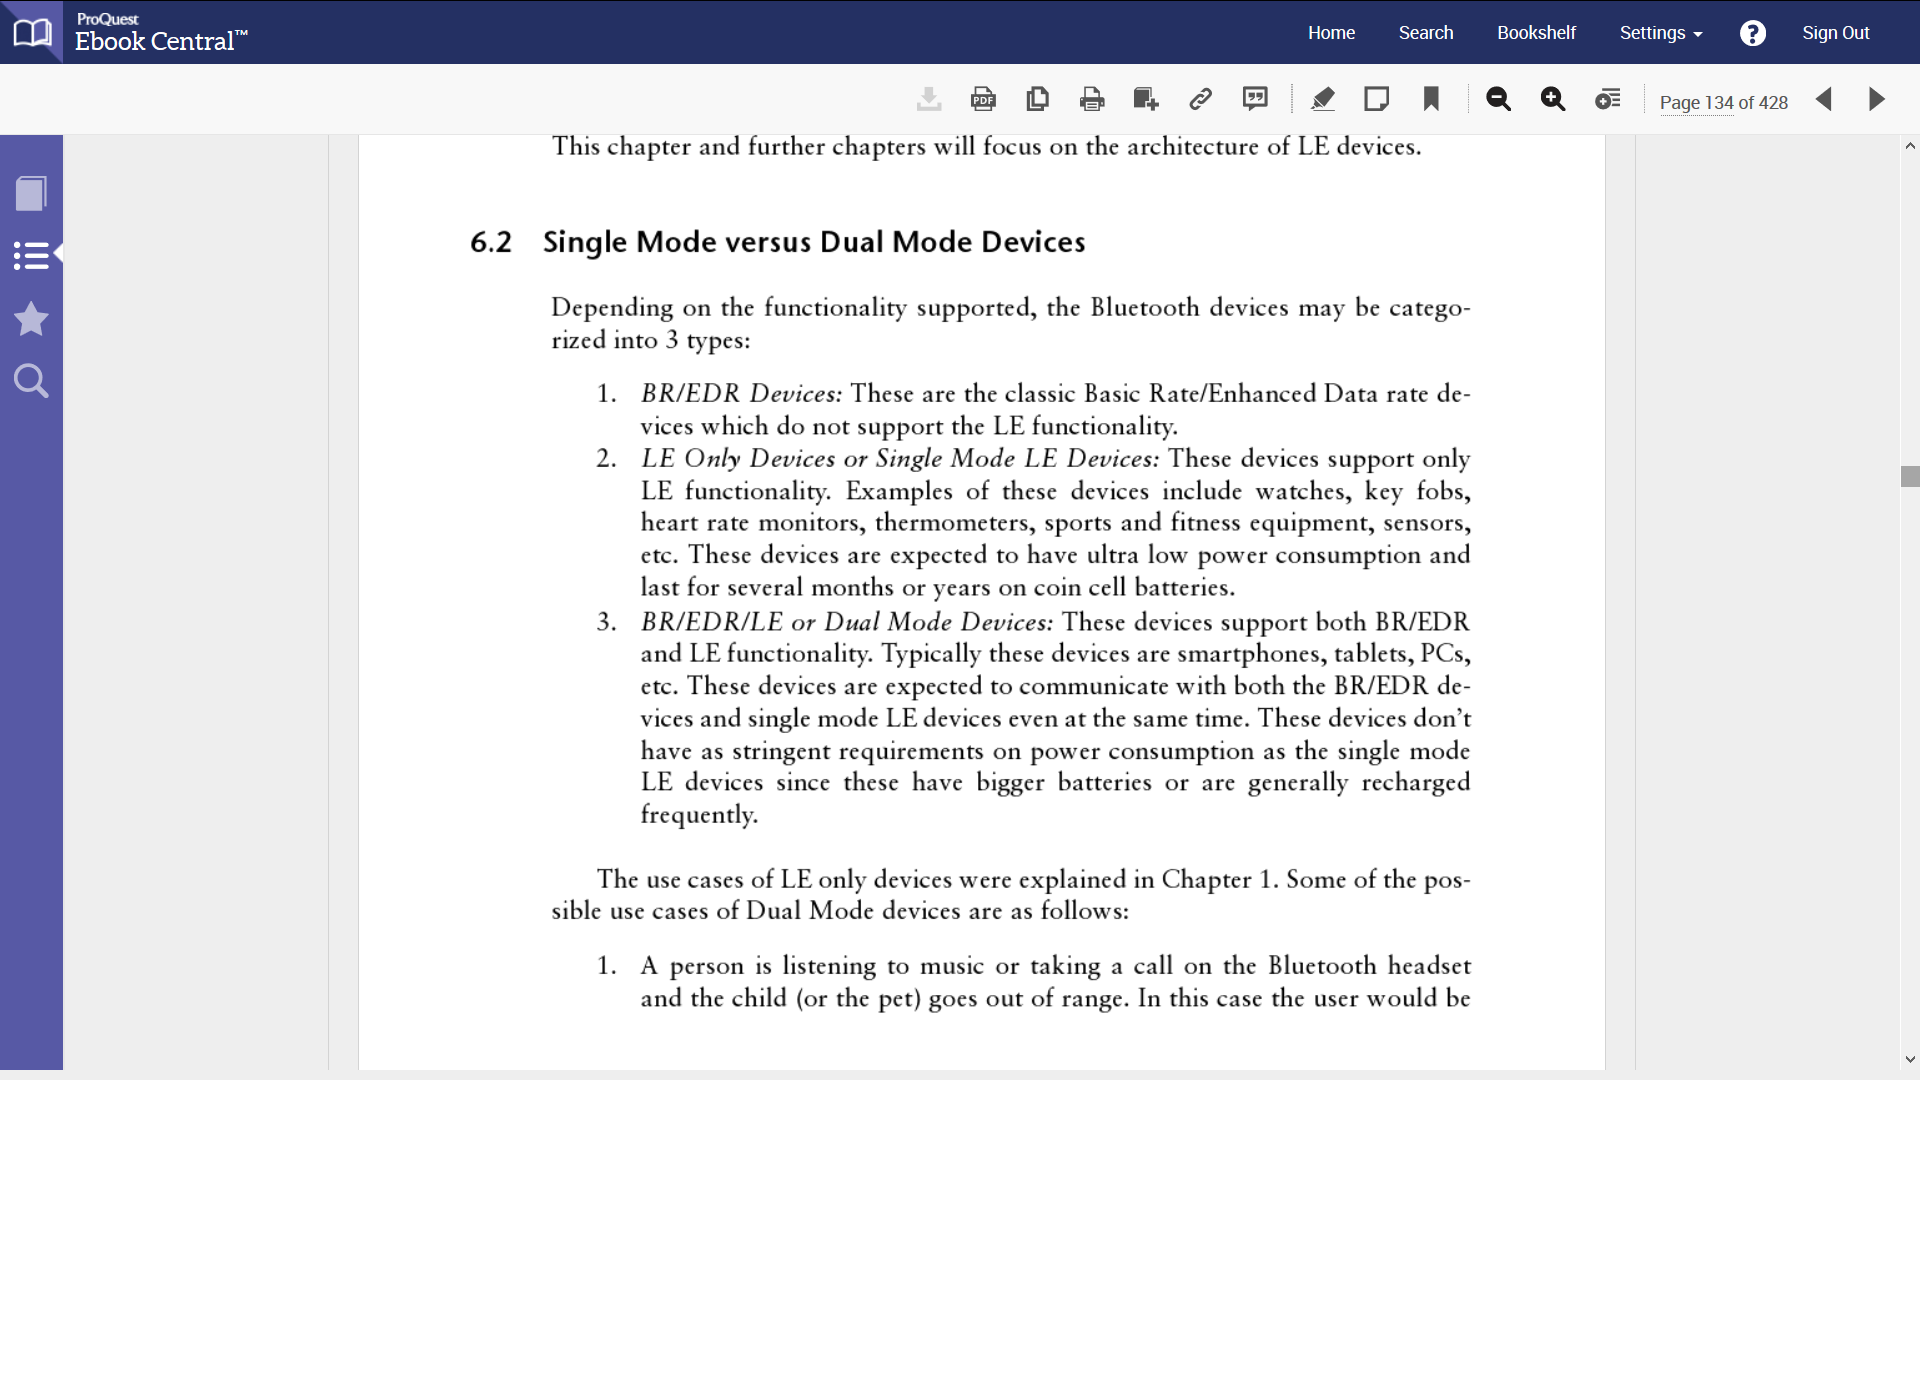 ProQuest
Ebook Central™
Home
Search
Bookshelf
Settings
?
Sign Out
PDF
Page 134 of 428
This chapter and further chapters will focus on the architecture of LE devices.
6.2 Single Mode versus Dual Mode Devices
Depending on the functionality supported, the Bluetooth devices may be catego-
rized into 3 types:
1. BR/EDR Devices: These are the classic Basic Rate/Enhanced Data rate de-
vices which do not support the LE functionality.
2. LE Only Devices or Single Mode LE Devices: These devices support only
LE functionality. Examples of these devices include watches, key fobs,
heart rate monitors, thermometers, sports and fitness equipment, sensors,
etc. These devices are expected to have ultra low power consumption and
last for several months or years on coin cell batteries.
3. BR/EDR/LE or Dual Mode Devices: These devices support both BR/EDR
and LE functionality. Typically these devices are smartphones, tablets, PCs,
etc. These devices are expected to communicate with both the BR/EDR de-
vices and single mode LE devices even at the same time. These devices don't
have as stringent requirements on power consumption as the single mode
LE devices since these have bigger batteries or are generally recharged
frequently.
The use cases of LE only devices were explained in Chapter 1. Some of the pos-
sible use cases of Dual Mode devices are as follows:
1. A person is listening to music or taking a call on the Bluetooth headset
and the child (or the pet) goes out of range. In this case the user would be